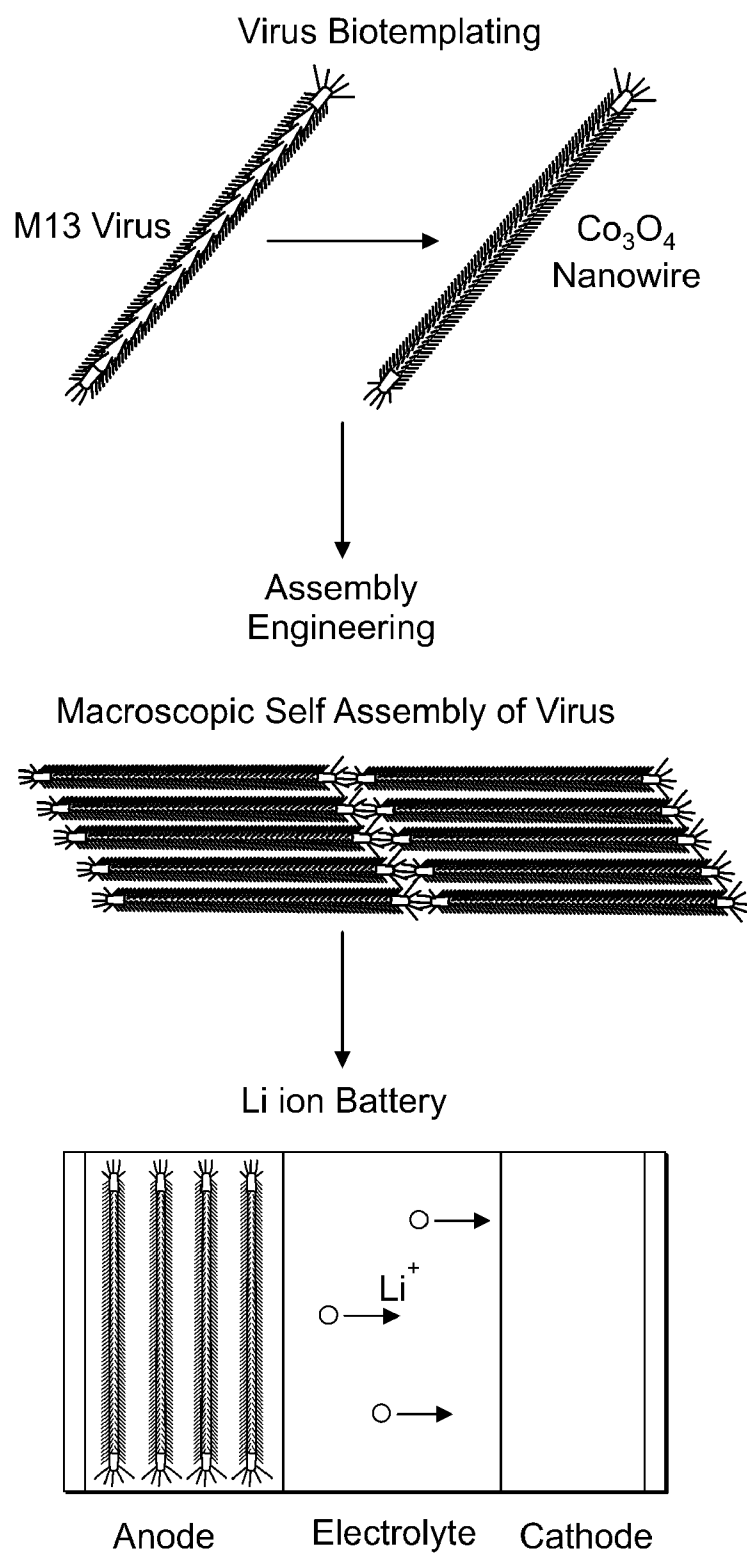 Virus Biotemplating
M13 Virus
Co₃O₄
Nanowire
Assembly
Engineering
Macroscopic Self Assembly of Virus
Li ion Battery
Li⁺
Anode
Electrolyte
Cathode